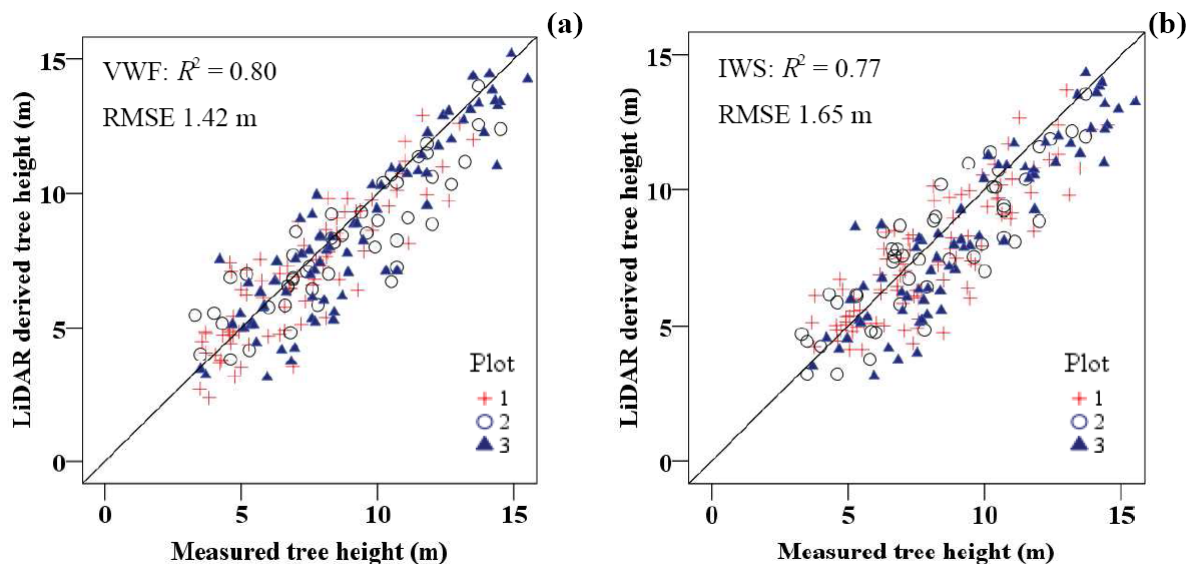 (a)
VWF: R² = 0.80
RMSE 1.42 m
LiDAR derived tree height (m)
15
10
5
0
Plot
1
2
3
0 5 10 15
Measured tree height (m)
(b)
IWS: R² = 0.77
RMSE 1.65 m
LiDAR derived tree height (m)
15
10
5
0
Plot
1
2
3
0 5 10 15
Measured tree height (m)